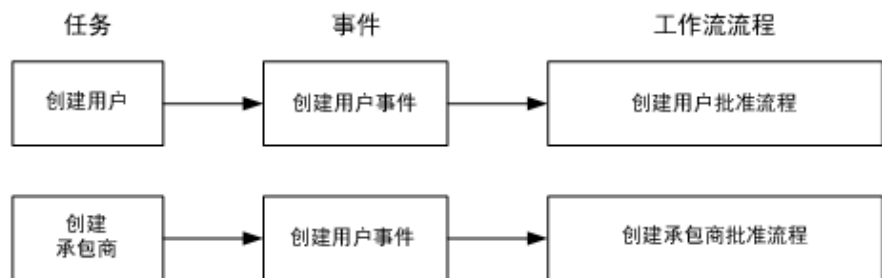 任务
事件
工作流流程
创建用户
创建用户事件
创建用户批准流程
创建
承包商
创建用户事件
创建承包商批准流程